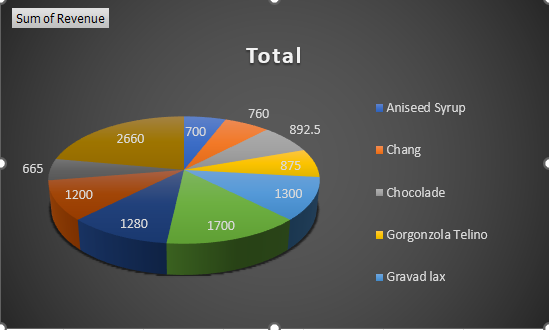 Sum of Revenue
Total
700
760
892.5
875
1300
1700
1280
1200
665
2660
Aniseed Syrup
Chang
Chocolade
Gorgonzola Telino
Gravad lax